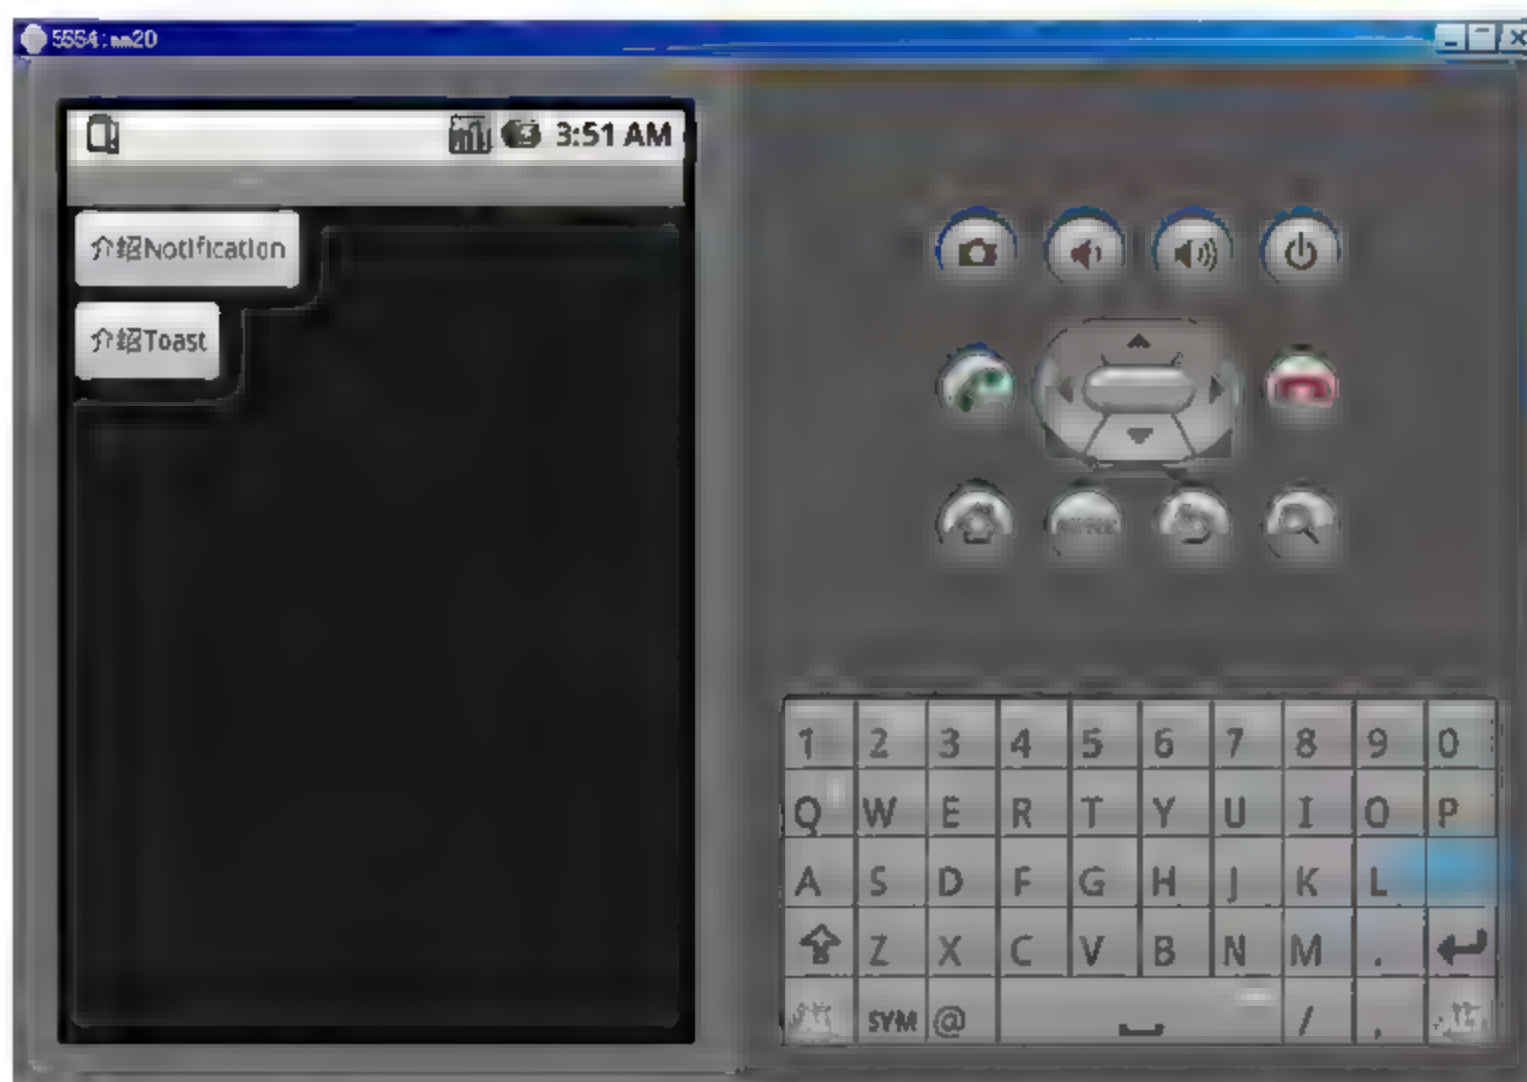 3:51 AM
介绍Notification
介绍Toast
1 2 3 4 5 6 7 8 9 0
Q W E R T Y U I O P
A S D F G H J K L
Z X C V B N M .
SYM @ / ,